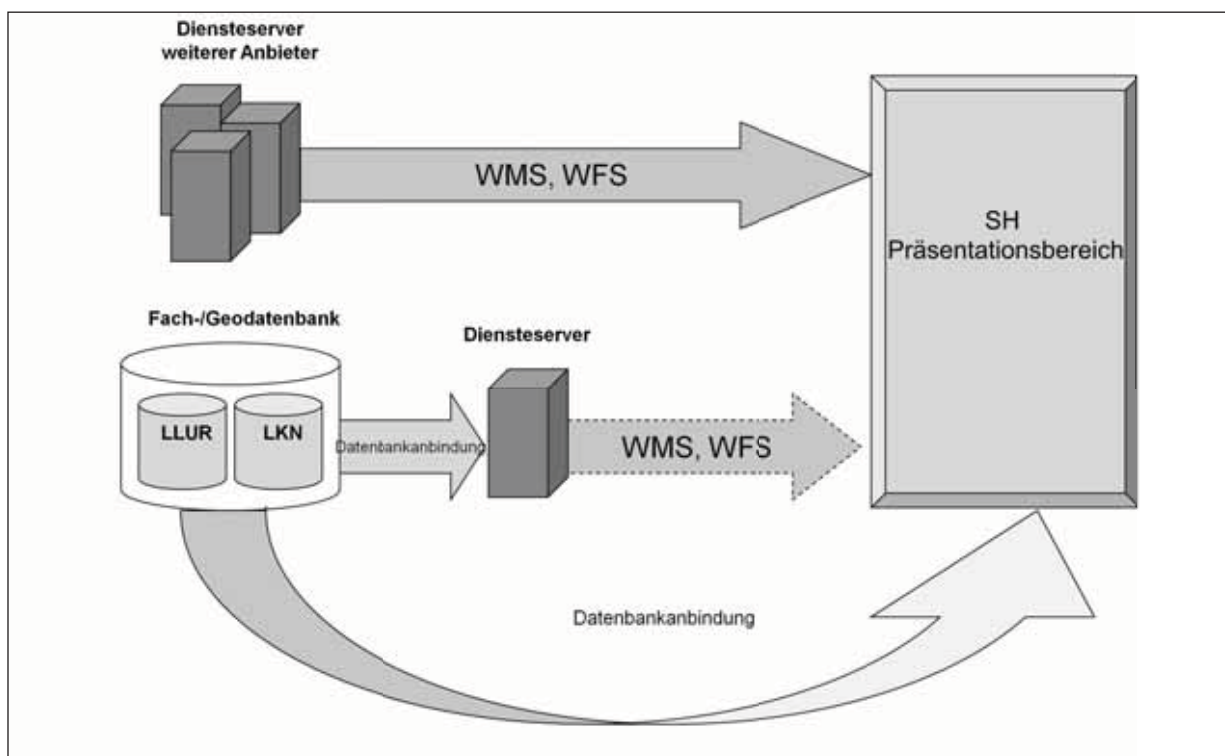 Diensteserver
weiterer Anbieter
WMS, WFS
SH
Präsentationsbereich
Fach-/Geodatenbank
Diensteserver
LLUR
LKN
Datenbankanbindung
WMS, WFS
Datenbankanbindung